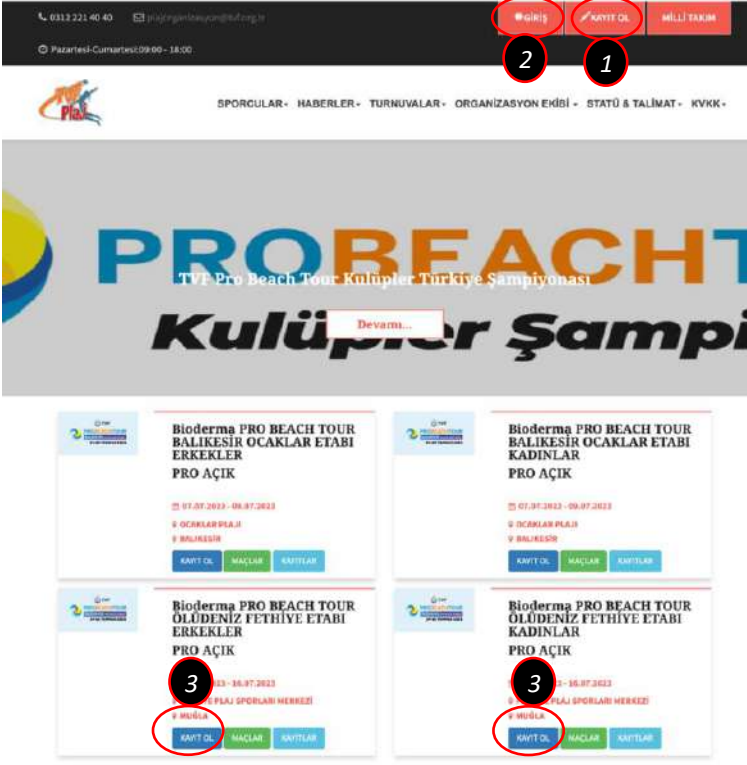 0312 221 40 40
GİRİŞ
KAYIT OL
MİLLİ TAKIM
Pazartesi-Cumartesi:09:00 - 18:00
2
1
TVF
Plaj
SPORCULAR HABERLER TURNUVALAR ORGANİZASYON EKİBİ STATÜ & TALİMAT KVKK
PROBEACHT
TVF Pro Beach Tour Kulüpler Türkiye Şampiyonası
Devamı...
Kulüpler Şampi
Bioderma PRO BEACH TOUR
BALIKESİR OCAKLAR ETABI
ERKEKLER
PRO AÇIK
07.07.2023 - 09.07.2023
OCAKLAR PLAJI
BALIKESİR
KAYIT OL MAÇLAR KAYITLAR
Bioderma PRO BEACH TOUR
BALIKESİR OCAKLAR ETABI
KADINLAR
PRO AÇIK
07.07.2023 - 09.07.2023
OCAKLAR PLAJI
BALIKESİR
KAYIT OL MAÇLAR KAYITLAR
Bioderma PRO BEACH TOUR
ÖLÜDENİZ FETHİYE ETABI
ERKEKLER
PRO AÇIK
3
- 16.07.2023
PLAJ SPORLARI MERKEZİ
MUĞLA
KAYIT OL MAÇLAR KAYITLAR
Bioderma PRO BEACH TOUR
ÖLÜDENİZ FETHİYE ETABI
KADINLAR
PRO AÇIK
3
- 16.07.2023
PLAJ SPORLARI MERKEZİ
MUĞLA
KAYIT OL MAÇLAR KAYITLAR